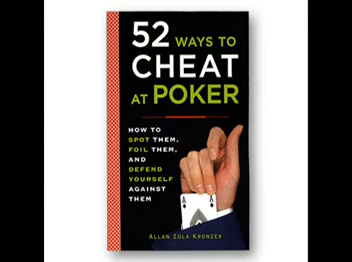 52 WAYS TO
CHEAT
AT POKER
HOW TO
SPOT THEM,
FOIL THEM,
AND
DEFEND
YOURSELF
AGAINST
THEM
A A
ALLAN ZOLA KRONZEK